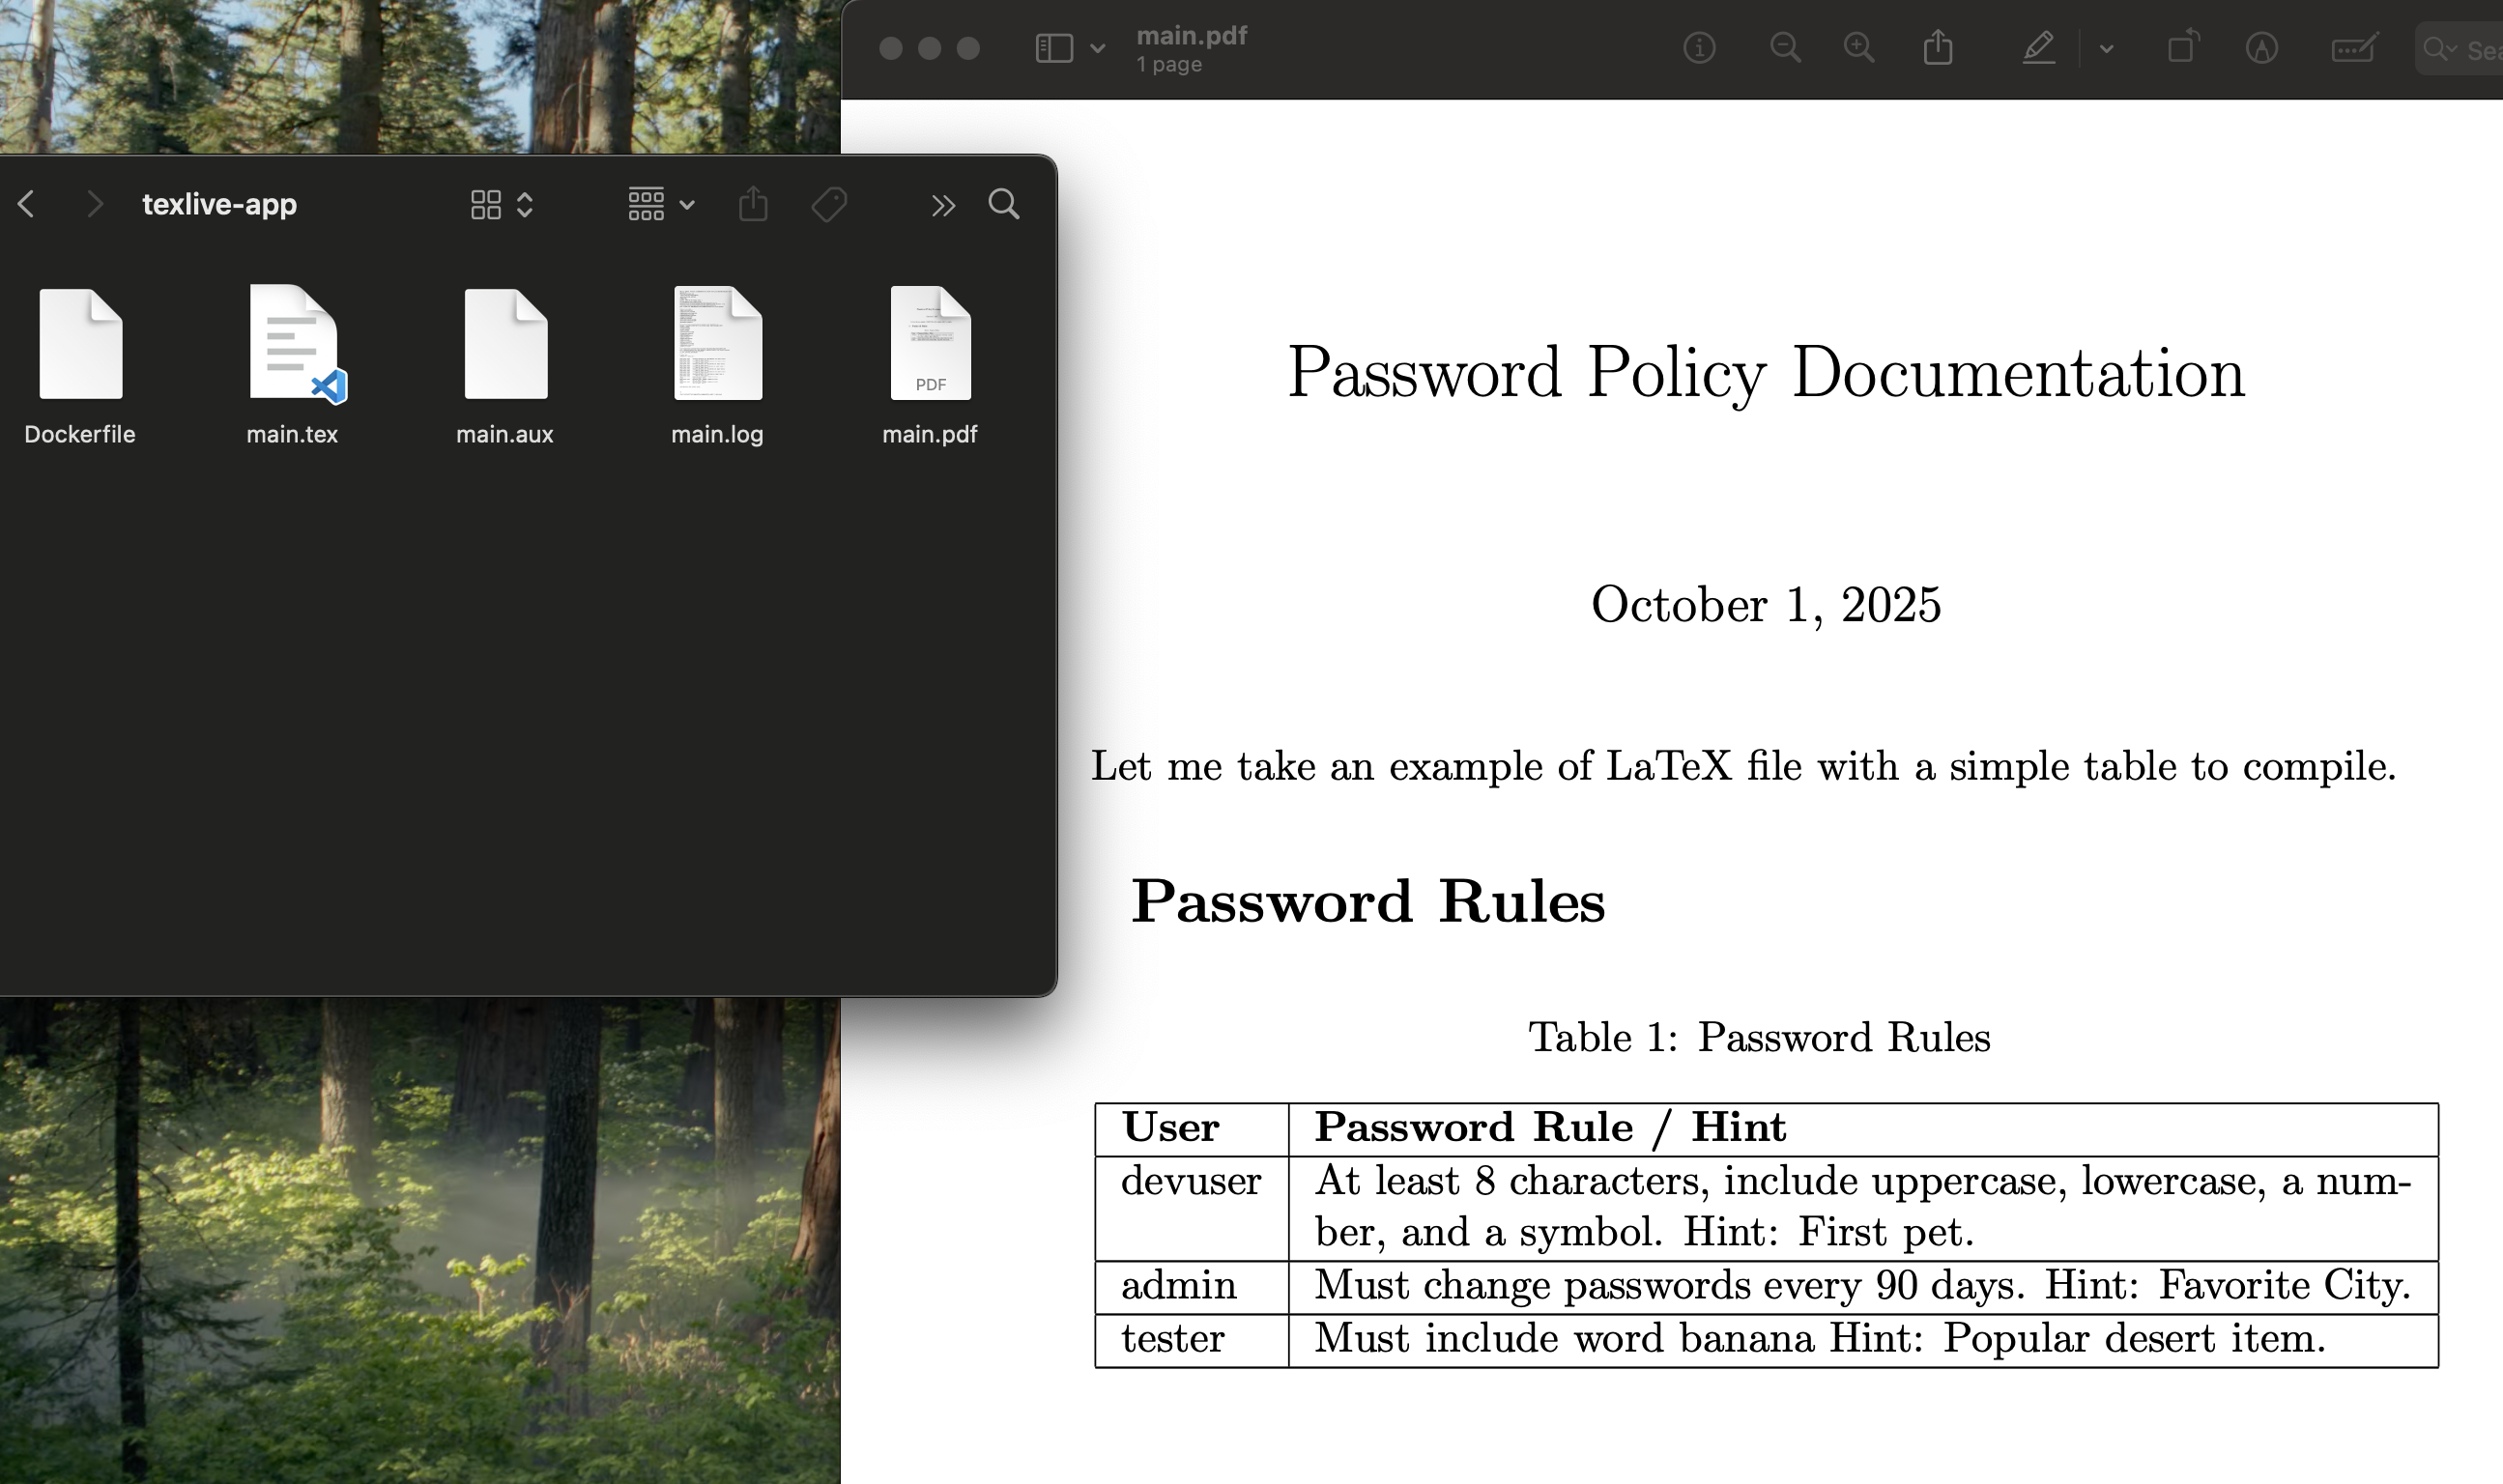 texlive-app
Dockerfile
main.tex
main.aux
main.log
PDF
main.pdf
main.pdf
1 page
Password Policy Documentation
October 1, 2025
Let me take an example of LaTeX file with a simple table to compile.
Password Rules
Table 1: Password Rules
User Password Rule / Hint
devuser At least 8 characters, include uppercase, lowercase, a num-
ber, and a symbol. Hint: First pet.
admin Must change passwords every 90 days. Hint: Favorite City.
tester Must include word banana Hint: Popular desert item.